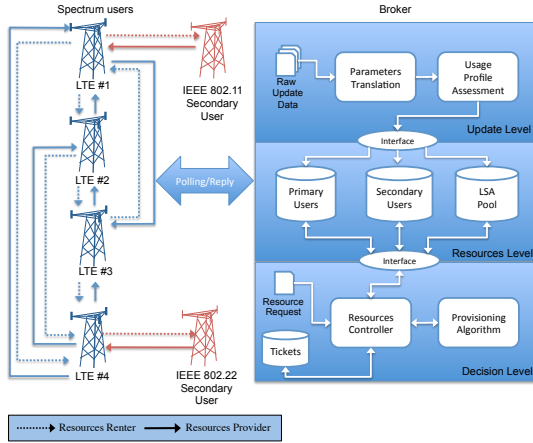 Spectrum users
Broker
LTE #1
IEEE 802.11
Secondary
User
LTE #2
LTE #3
LTE #4
IEEE 802.22
Secondary
User
Polling/Reply
Raw
Update
Data
Parameters
Translation
Usage
Profile
Assessment
Update Level
Interface
Primary
Users
Secondary
Users
LSA
Pool
Resources Level
Interface
Resource
Request
Resources
Controller
Provisioning
Algorithm
Tickets
Decision Level
Resources Renter
Resources Provider